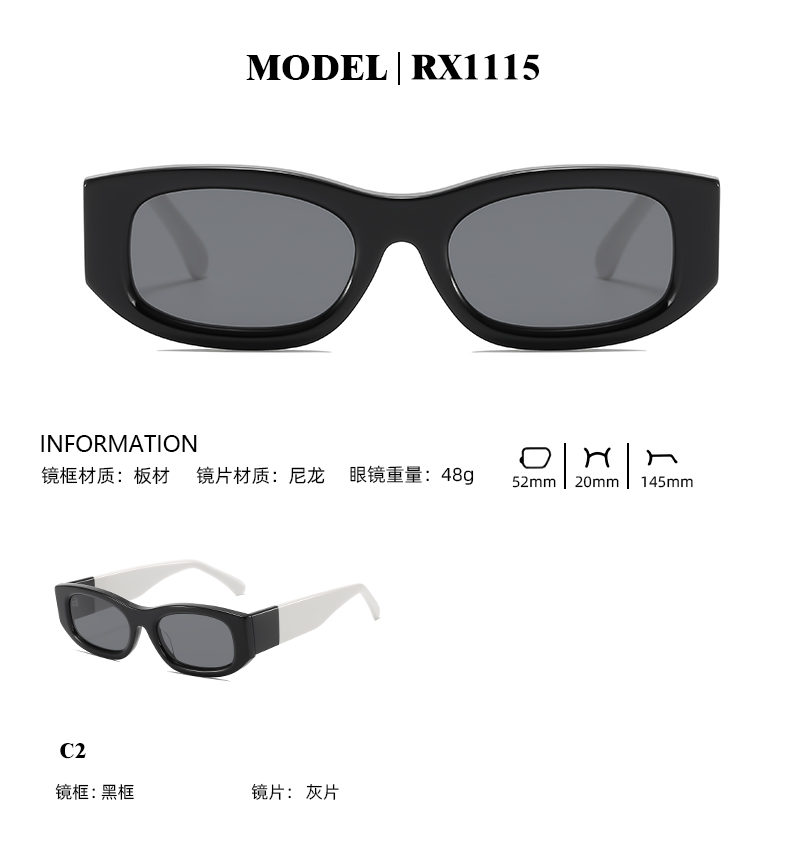 MODEL | RX1115
INFORMATION
镜框材质：板材 镜片材质：尼龙 眼镜重量：48g
52mm 20mm 145mm
C2
镜框：黑框 镜片：灰片